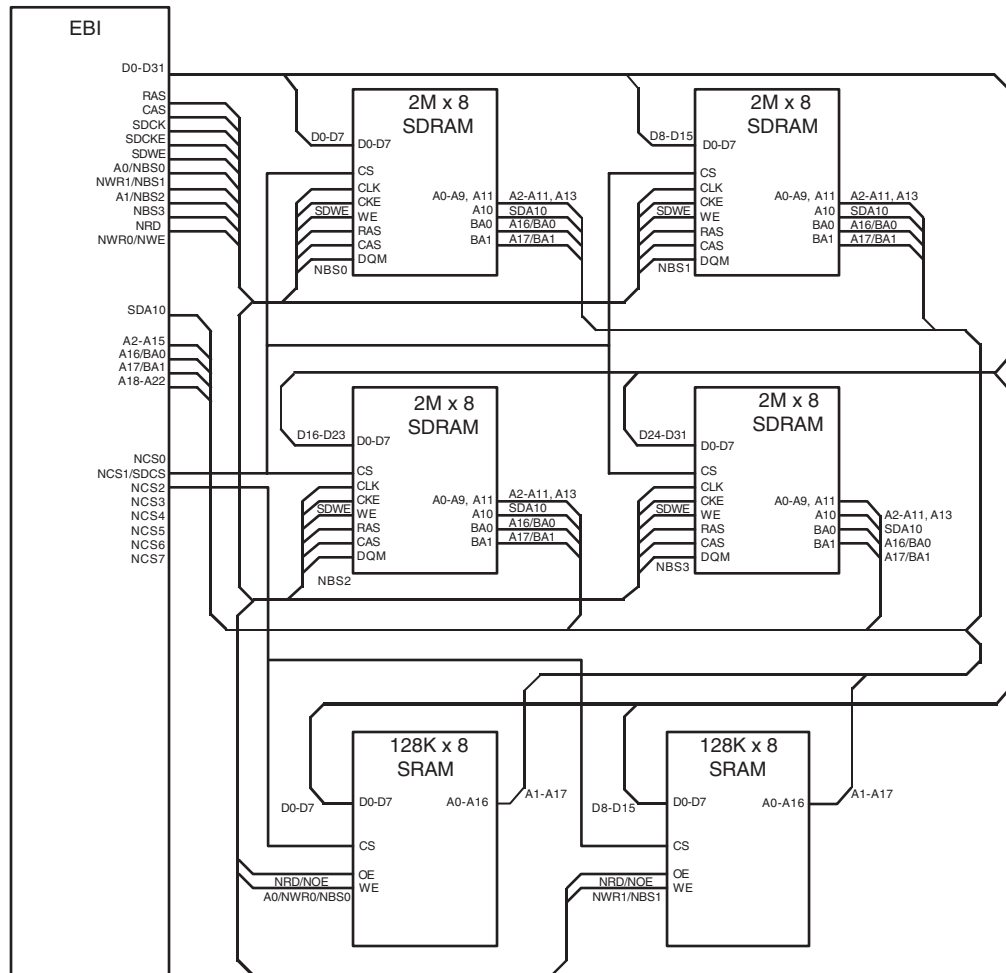 EBI
D0-D31
RAS
CAS
SDCK
SDCKE
SDWE
A0/NBS0
NWR1/NBS1
A1/NBS2
NBS3
NRD
NWR0/NWE
SDA10
A2-A15
A16/BA0
A17/BA1
A18-A22
NCS0
NCS1/SDCS
NCS2
NCS3
NCS4
NCS5
NCS6
NCS7
2M x 8
SDRAM
D0-D7
D0-D7
CS
CLK
CKE
SDWE
WE
RAS
CAS
DQM
NBS0
A0-A9, A11
A10
BA0
BA1
A2-A11, A13
SDA10
A16/BA0
A17/BA1
2M x 8
SDRAM
D8-D15
D0-D7
CS
CLK
CKE
SDWE
WE
RAS
CAS
DQM
NBS1
A0-A9, A11
A10
BA0
BA1
A2-A11, A13
SDA10
A16/BA0
A17/BA1
2M x 8
SDRAM
D16-D23
D0-D7
CS
CLK
CKE
SDWE
WE
RAS
CAS
DQM
NBS2
A0-A9, A11
A10
BA0
BA1
A2-A11, A13
SDA10
A16/BA0
A17/BA1
2M x 8
SDRAM
D24-D31
D0-D7
CS
CLK
CKE
SDWE
WE
RAS
CAS
DQM
NBS3
A0-A9, A11
A10
BA0
BA1
A2-A11, A13
SDA10
A16/BA0
A17/BA1
128K x 8
SRAM
D0-D7
D0-D7
A0-A16
A1-A17
CS
OE
NRD/NOE
WE
A0/NWR0/NBS0
128K x 8
SRAM
D8-D15
D0-D7
A0-A16
A1-A17
CS
OE
NRD/NOE
WE
NWR1/NBS1